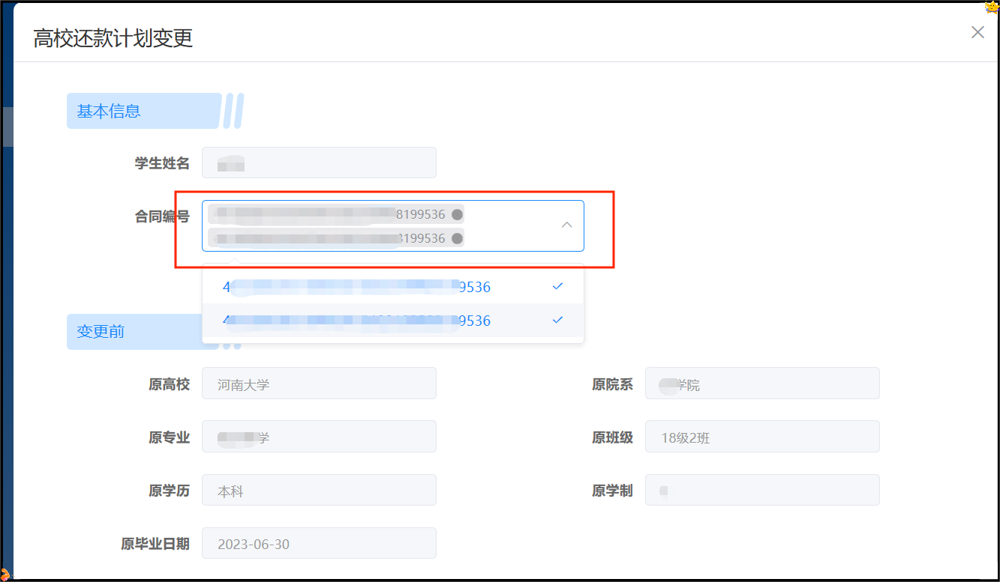 高校还款计划变更
基本信息
学生姓名
合同编号
8199536
8199536
4 9536
4 9536
变更前
原高校 河南大学 原院系 学院
原专业 学 原班级 18级2班
原学历 本科 原学制
原毕业日期 2023-06-30